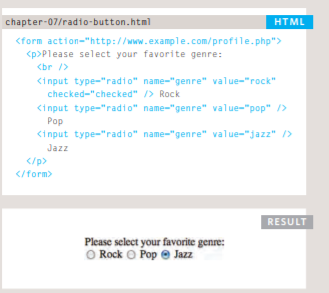 chapter-07/radio-button.html HTML
<form action="http://www.example.com/profile.php">
<p>Please select your favorite genre:
<br />
<input type="radio" name="genre" value="rock"
checked="checked" /> Rock
<input type="radio" name="genre" value="pop" />
Pop
<input type="radio" name="genre" value="jazz" />
Jazz
</p>
</form>
RESULT
Please select your favorite genre:
Rock Pop Jazz